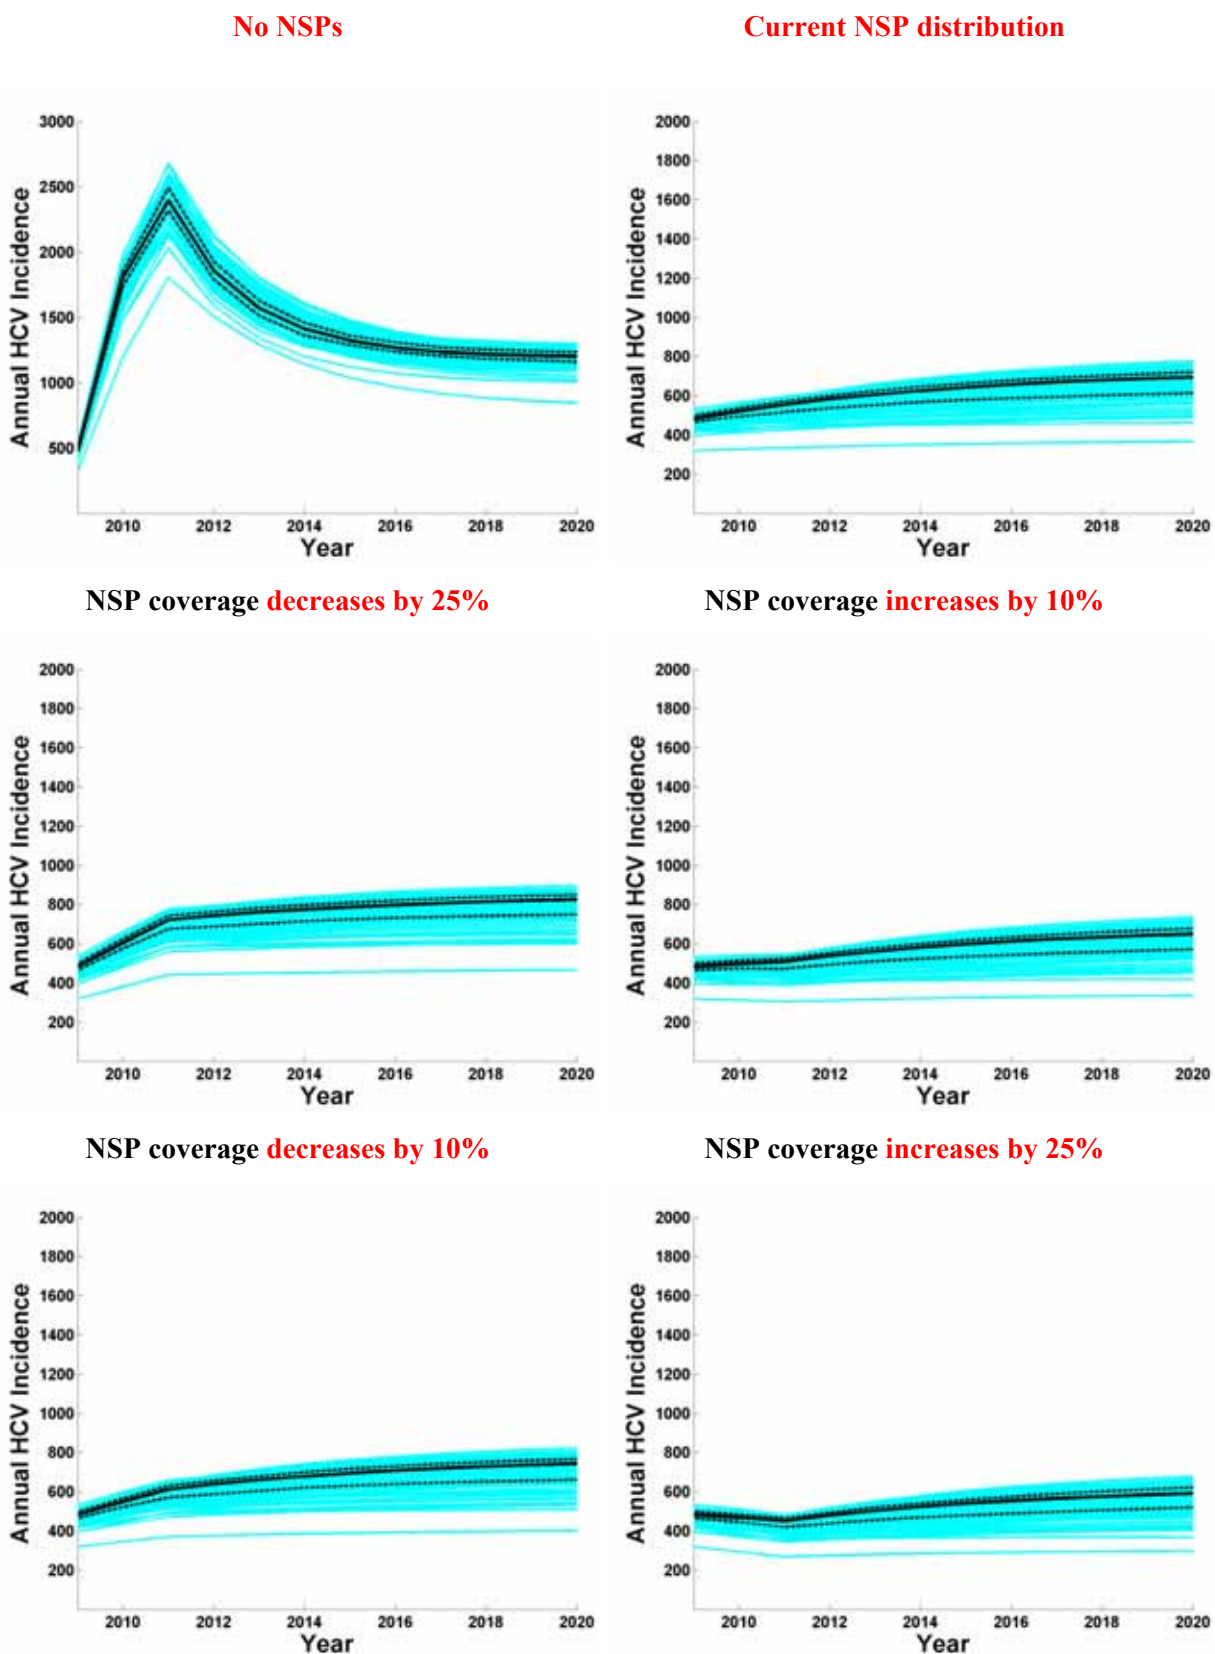 No NSPs
Current NSP distribution
Annual HCV Incidence
3000
2500
2000
1500
1000
500
2010 2012 2014 2016 2018 2020
Year
Annual HCV Incidence
2000
1800
1600
1400
1200
1000
800
600
400
200
2010 2012 2014 2016 2018 2020
Year
NSP coverage decreases by 25%
NSP coverage increases by 10%
Annual HCV Incidence
2000
1800
1600
1400
1200
1000
800
600
400
200
2010 2012 2014 2016 2018 2020
Year
Annual HCV Incidence
2000
1800
1600
1400
1200
1000
800
600
400
200
2010 2012 2014 2016 2018 2020
Year
NSP coverage decreases by 10%
NSP coverage increases by 25%
Annual HCV Incidence
2000
1800
1600
1400
1200
1000
800
600
400
200
2010 2012 2014 2016 2018 2020
Year
Annual HCV Incidence
2000
1800
1600
1400
1200
1000
800
600
400
200
2010 2012 2014 2016 2018 2020
Year